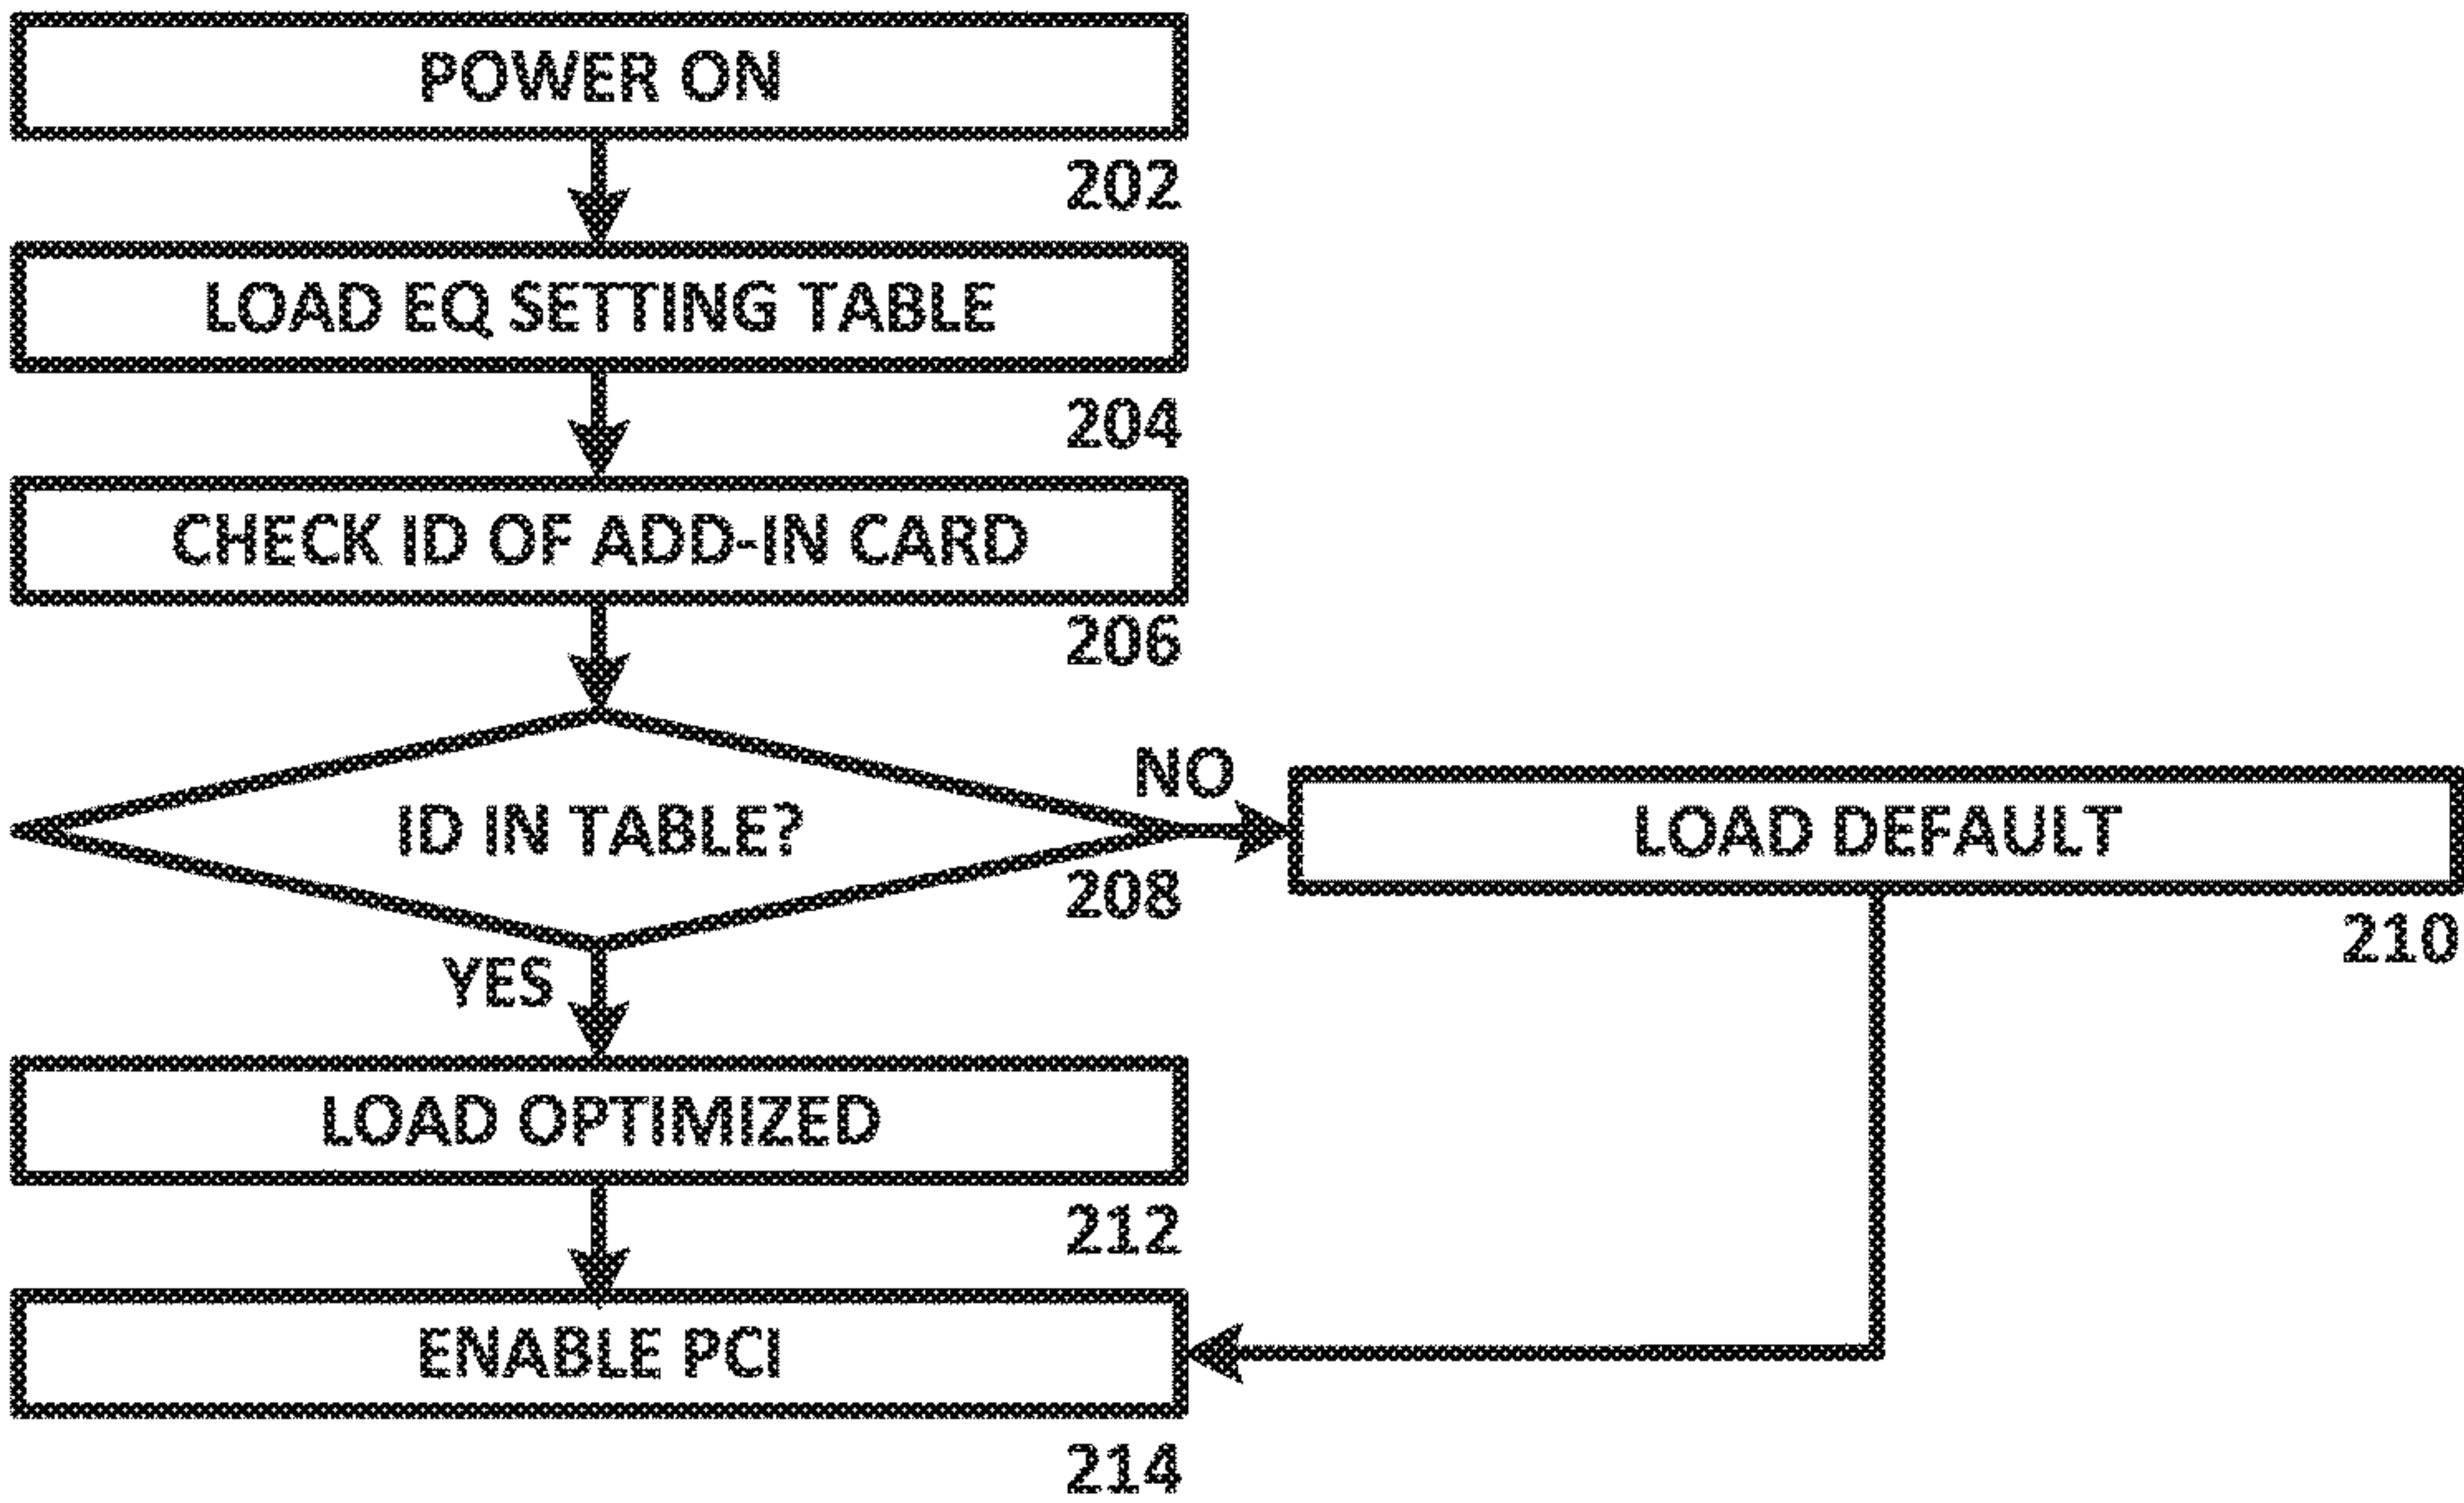 POWER ON
202
LOAD EQ SETTING TABLE
204
CHECK ID OF ADD-IN CARD
206
ID IN TABLE?
208
NO
LOAD DEFAULT
210
YES
LOAD OPTIMIZED
212
ENABLE PCI
214